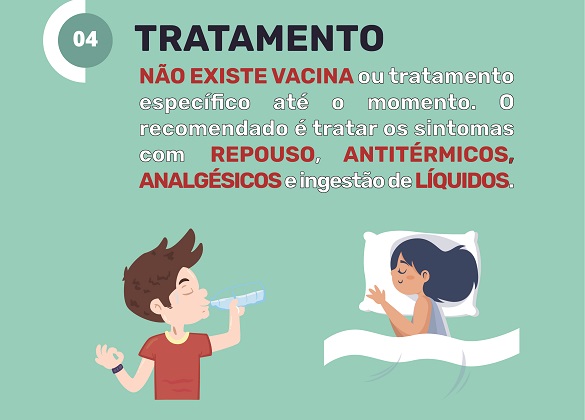 04
TRATAMENTO
NÃO EXISTE VACINA ou tratamento
específico até o momento. O
recomendado é tratar os sintomas
com REPOUSO, ANTITÉRMICOS,
ANALGÉSICOS e ingestão de LÍQUIDOS.